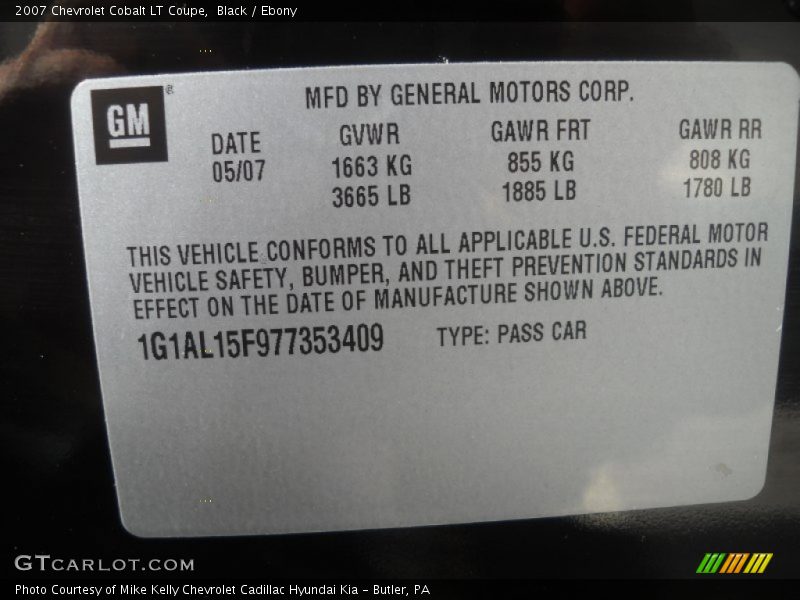 2007 Chevrolet Cobalt LT Coupe, Black / Ebony
GM ®
MFD BY GENERAL MOTORS CORP.
DATE GVWR GAWR FRT GAWR RR
05/07 1663 KG 855 KG 808 KG
3665 LB 1885 LB 1780 LB
THIS VEHICLE CONFORMS TO ALL APPLICABLE U.S. FEDERAL MOTOR
VEHICLE SAFETY, BUMPER, AND THEFT PREVENTION STANDARDS IN
EFFECT ON THE DATE OF MANUFACTURE SHOWN ABOVE.
1G1AL15F977353409 TYPE: PASS CAR
GTCARLOT.COM
Photo Courtesy of Mike Kelly Chevrolet Cadillac Hyundai Kia - Butler, PA